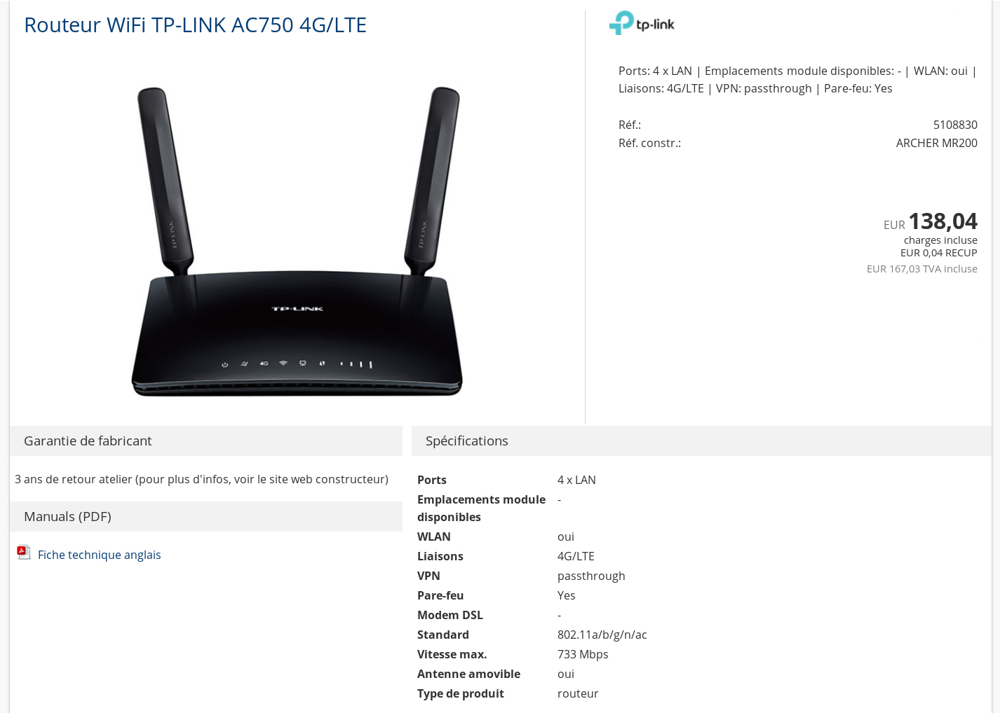 Routeur WiFi TP-LINK AC750 4G/LTE
tp-link
Ports: 4 x LAN | Emplacements module disponibles: - | WLAN: oui |
Liaisons: 4G/LTE | VPN: passthrough | Pare-feu: Yes
Réf.: 5108830
Réf. constr.: ARCHER MR200
EUR 138,04
charges incluse
EUR 0,04 RECUP
EUR 167,03 TVA incluse
TP-LINK
TP-LINK
TP-LINK
4G
Garantie de fabricant
3 ans de retour atelier (pour plus d'infos, voir le site web constructeur)
Manuals (PDF)
Fiche technique anglais
Spécifications
Ports 4 x LAN
Emplacements module -
disponibles
WLAN oui
Liaisons 4G/LTE
VPN passthrough
Pare-feu Yes
Modem DSL -
Standard 802.11a/b/g/n/ac
Vitesse max. 733 Mbps
Antenne amovible oui
Type de produit routeur